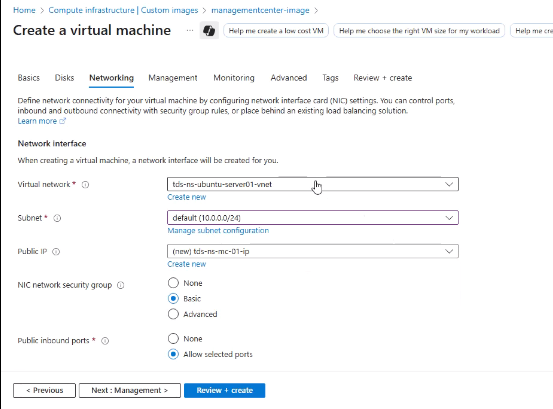 Home > Compute infrastructure | Custom images > managementcenter-image >
Create a virtual machine ... Help me create a low cost VM Help me choose the right VM size for my workload Help me cre
Basics Disks Networking Management Monitoring Advanced Tags Review + create
Define network connectivity for your virtual machine by configuring network interface card (NIC) settings. You can control ports,
inbound and outbound connectivity with security group rules, or place behind an existing load balancing solution.
Learn more
Network interface
When creating a virtual machine, a network interface will be created for you.
Virtual network * tds-ns-ubuntu-server01-vnet
Create new
Subnet * default (10.0.0.0/24)
Manage subnet configuration
Public IP (new) tds-ns-mc-01-ip
Create new
NIC network security group None
Basic
Advanced
Public inbound ports * None
Allow selected ports
< Previous Next : Management > Review + create